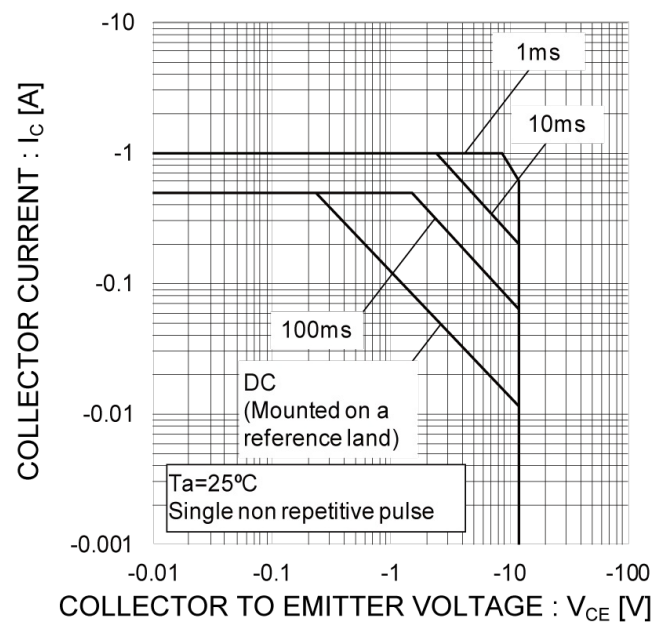 -10
1ms
10ms
-1
COLLECTOR CURRENT : IC [A]
-0.1
100ms
DC
(Mounted on a
reference land)
-0.01
Ta=25ºC
Single non repetitive pulse
-0.001
-0.01 -0.1 -1 -10 -100
COLLECTOR TO EMITTER VOLTAGE : VCE [V]